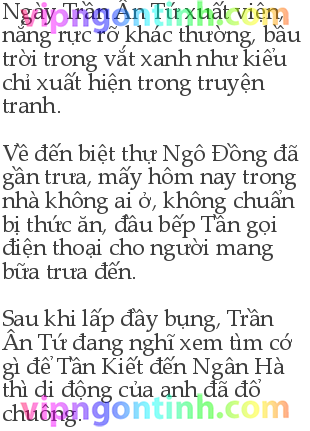 Ngày Trần Ân Tứ xuất viện,
nắng rực rỡ khác thường, bầu
trời trong vắt xanh như kiểu
chỉ xuất hiện trong truyện
tranh.
Về đến biệt thự Ngô Đồng đã
gần trưa, mấy hôm nay trong
nhà không ai ở, không chuẩn
bị thức ăn, đầu bếp Tần gọi
điện thoại cho người mang
bữa trưa đến.
Sau khi lấp đầy bụng, Trần
Ân Tứ đang nghĩ xem tìm cớ
gì để Tần Kiết đến Ngân Hà
thì di động của anh đã đổ
chuông.
vipngontinh.com
vipngontinh.com